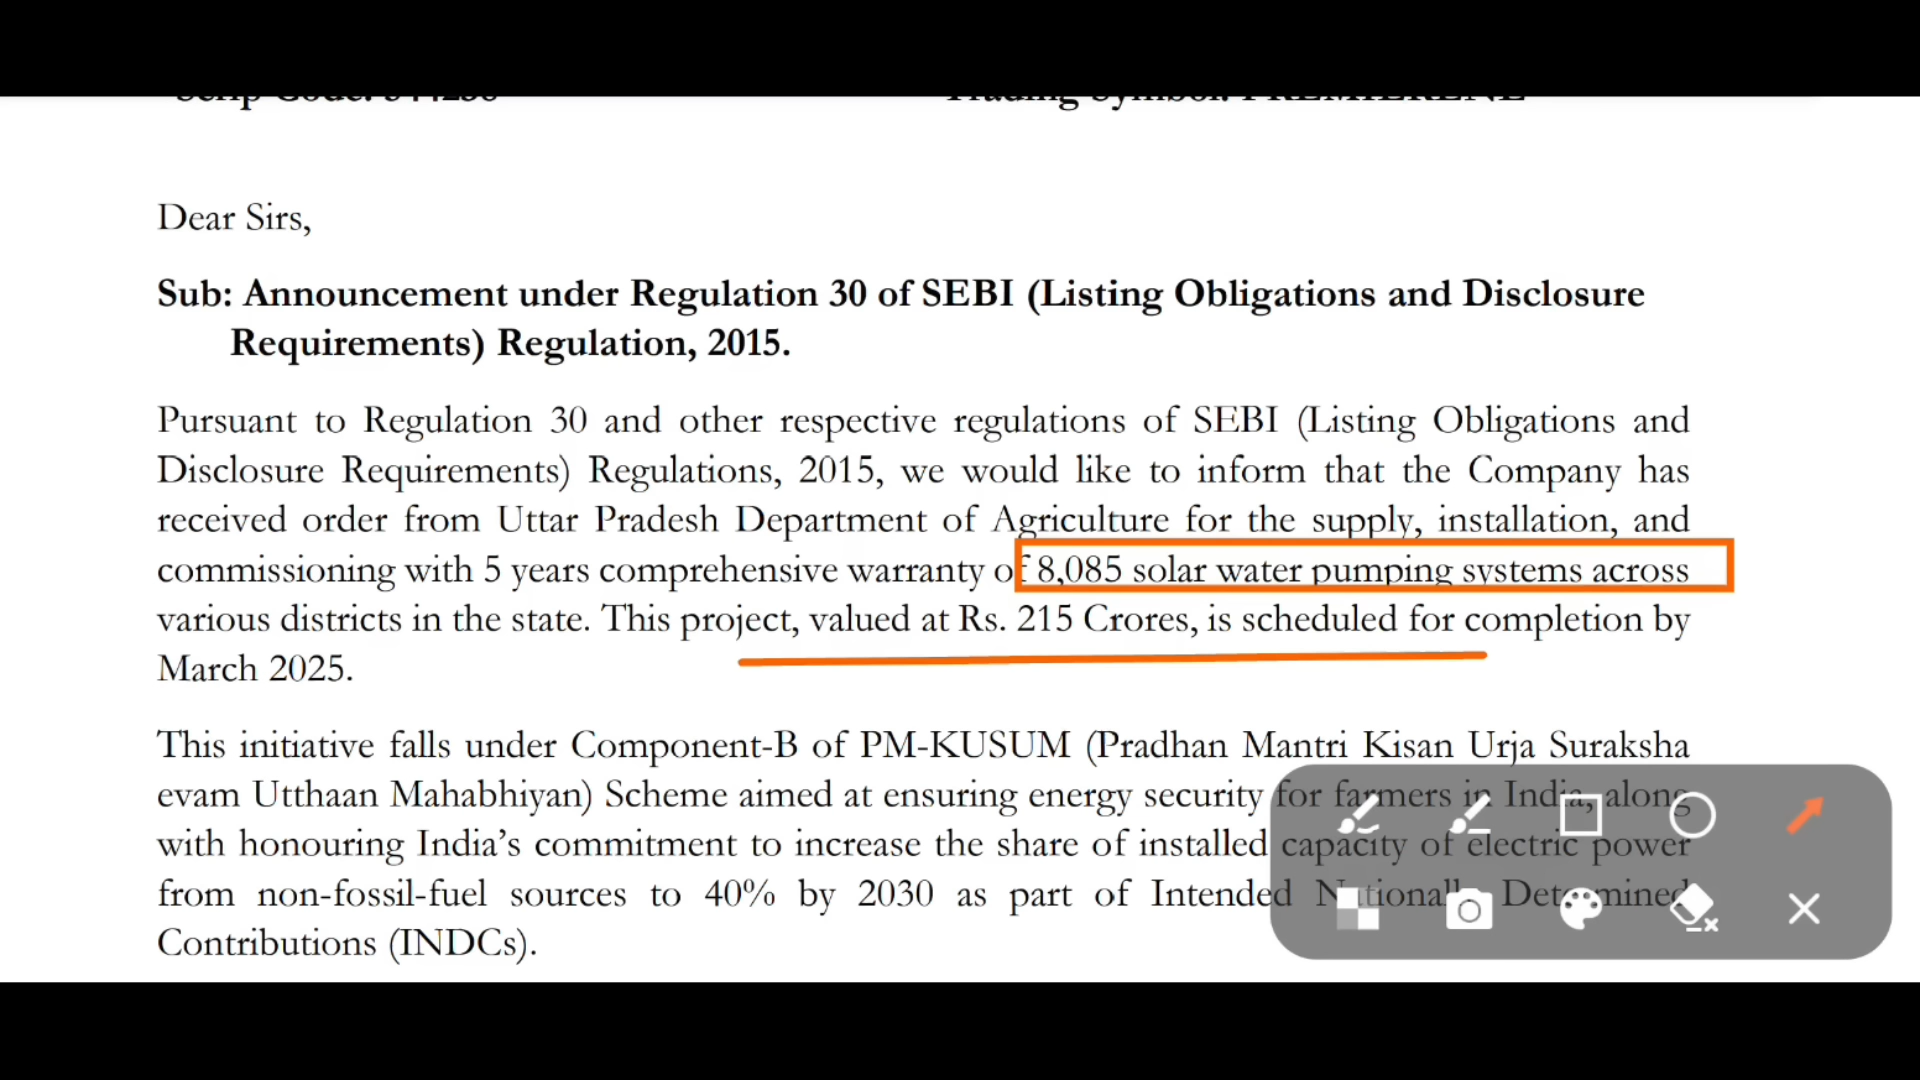 Scrip Code: 544238
Trading Symbol: PREMIERENE
Dear Sirs,
Sub: Announcement under Regulation 30 of SEBI (Listing Obligations and Disclosure
Requirements) Regulation, 2015.
Pursuant to Regulation 30 and other respective regulations of SEBI (Listing Obligations and
Disclosure Requirements) Regulations, 2015, we would like to inform that the Company has
received order from Uttar Pradesh Department of Agriculture for the supply, installation, and
commissioning with 5 years comprehensive warranty of 8,085 solar water pumping systems across
various districts in the state. This project, valued at Rs. 215 Crores, is scheduled for completion by
March 2025.
This initiative falls under Component-B of PM-KUSUM (Pradhan Mantri Kisan Urja Suraksha
evam Utthaan Mahabhiyan) Scheme aimed at ensuring energy security for farmers in India, along
with honouring India's commitment to increase the share of installed capacity of electric power
from non-fossil-fuel sources to 40% by 2030 as part of Intended Nationally Determined
Contributions (INDCs).